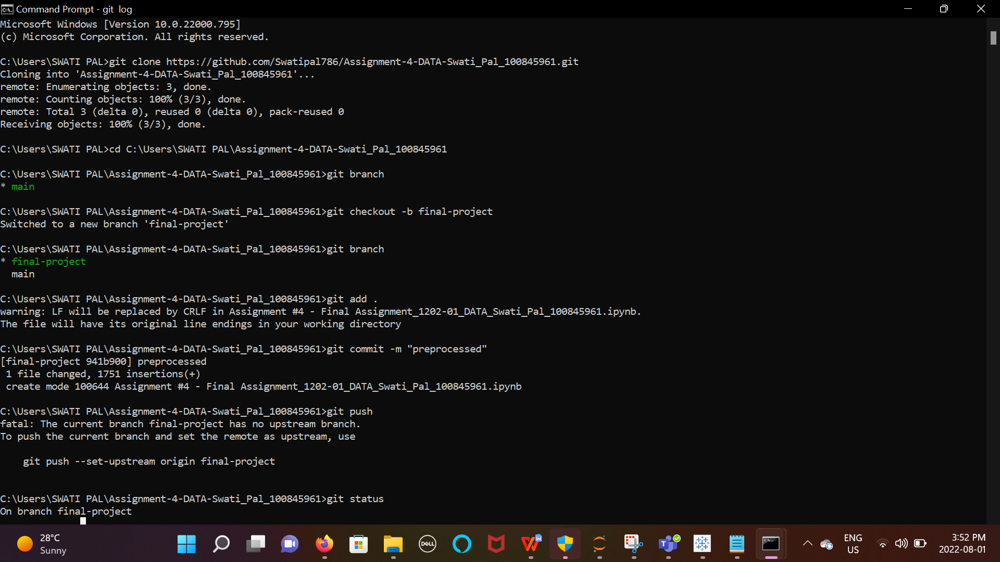 Command Prompt - git  log
Microsoft Windows [Version 10.0.22000.795]
(c) Microsoft Corporation. All rights reserved.
C:\Users\SWATI PAL>git clone https://github.com/Swatipal786/Assignment-4-DATA-Swati_Pal_100845961.git
Cloning into 'Assignment-4-DATA-Swati_Pal_100845961'...
remote: Enumerating objects: 3, done.
remote: Counting objects: 100% (3/3), done.
remote: Total 3 (delta 0), reused 0 (delta 0), pack-reused 0
Receiving objects: 100% (3/3), done.
C:\Users\SWATI PAL>cd C:\Users\SWATI PAL\Assignment-4-DATA-Swati_Pal_100845961
C:\Users\SWATI PAL\Assignment-4-DATA-Swati_Pal_100845961>git branch
* main
C:\Users\SWATI PAL\Assignment-4-DATA-Swati_Pal_100845961>git checkout -b final-project
Switched to a new branch 'final-project'
C:\Users\SWATI PAL\Assignment-4-DATA-Swati_Pal_100845961>git branch
* final-project
  main
C:\Users\SWATI PAL\Assignment-4-DATA-Swati_Pal_100845961>git add .
warning: LF will be replaced by CRLF in Assignment #4 - Final Assignment_1202-01_DATA_Swati_Pal_100845961.ipynb.
The file will have its original line endings in your working directory
C:\Users\SWATI PAL\Assignment-4-DATA-Swati_Pal_100845961>git commit -m "preprocessed"
[final-project 941b900] preprocessed
 1 file changed, 1751 insertions(+)
 create mode 100644 Assignment #4 - Final Assignment_1202-01_DATA_Swati_Pal_100845961.ipynb
C:\Users\SWATI PAL\Assignment-4-DATA-Swati_Pal_100845961>git push
fatal: The current branch final-project has no upstream branch.
To push the current branch and set the remote as upstream, use
    git push --set-upstream origin final-project
C:\Users\SWATI PAL\Assignment-4-DATA-Swati_Pal_100845961>git status
On branch final-project
28°C
Sunny
DELL
ENG
US
3:52 PM
2022-08-01